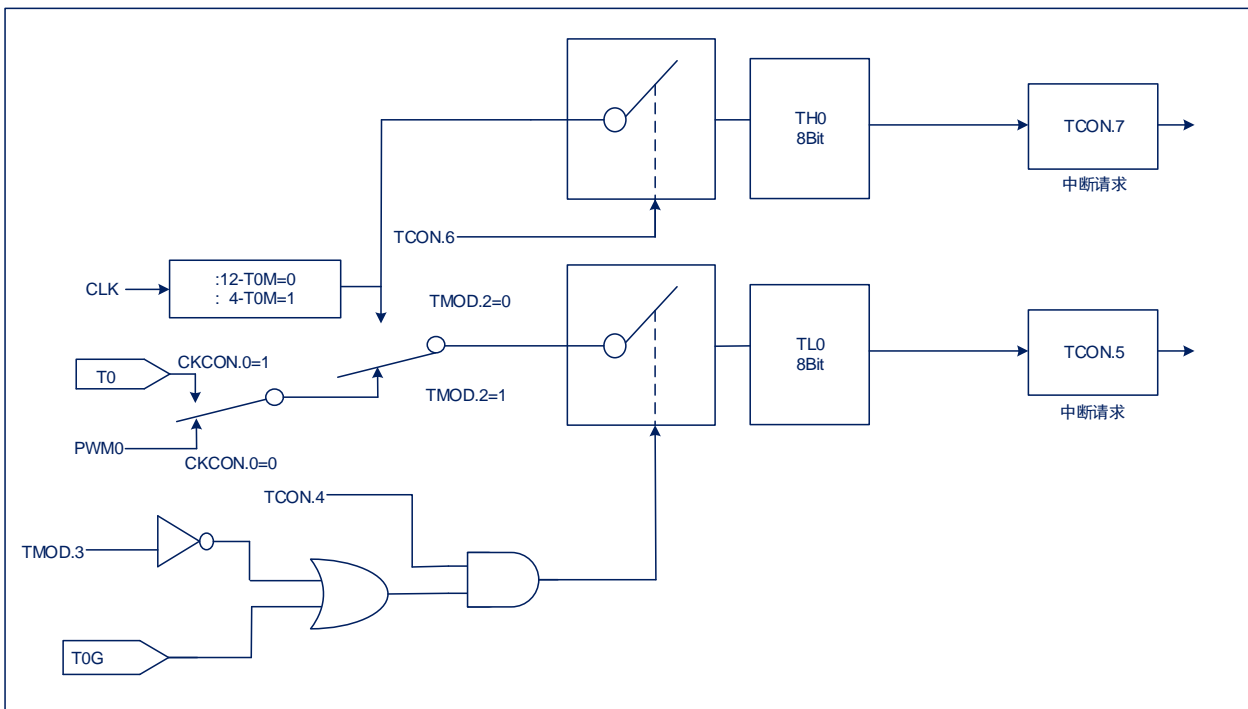 TH0
8Bit
TCON.7
中断请求
TCON.6
CLK
:12-T0M=0
: 4-T0M=1
TMOD.2=0
TL0
8Bit
TCON.5
中断请求
CKCON.0=1
T0
TMOD.2=1
PWM0
CKCON.0=0
TCON.4
TMOD.3
T0G